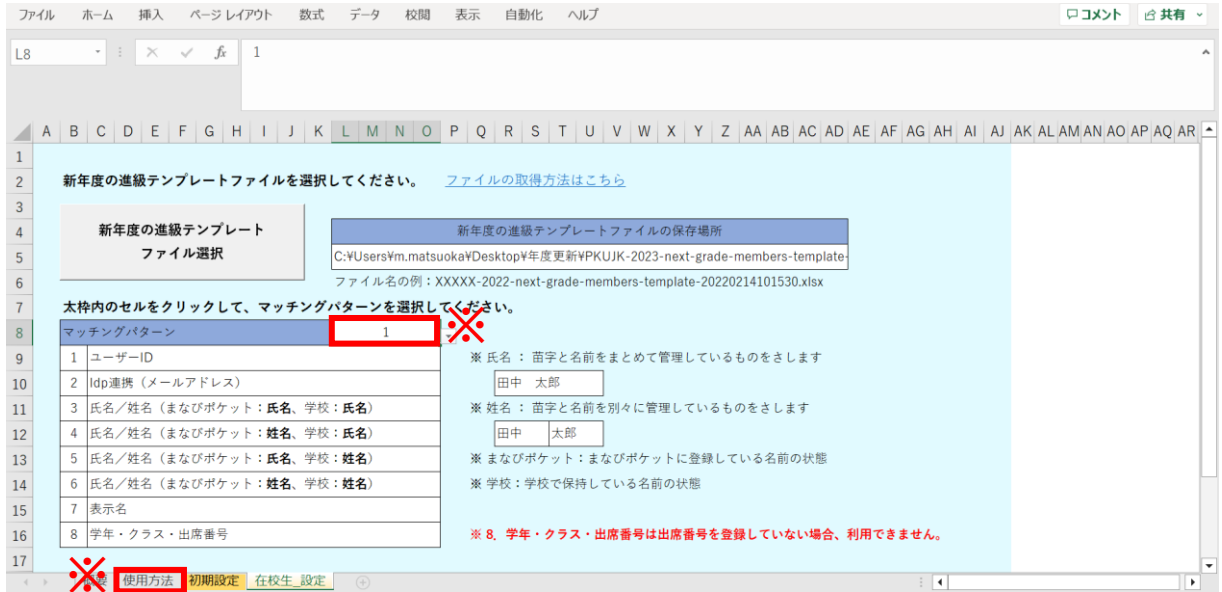 ファイル ホーム 挿入 ページ レイアウト 数式 データ 校閲 表示 自動化 ヘルプ コメント 共有
L8 fx 1
A B C D E F G H I J K L M N O P Q R S T U V W X Y Z AA AB AC AD AE AF AG AH AI AJ AK AL AM AN AO AP AQ AR
1
2 新年度の進級テンプレートファイルを選択してください。 ファイルの取得方法はこちら
3
4 新年度の進級テンプレート 新年度の進級テンプレートファイルの保存場所
5 ファイル選択 C:¥Users¥m.matsuoka¥Desktop¥年度更新¥PKUJK-2023-next-grade-members-template-
6 ファイル名の例：XXXXX-2022-next-grade-members-template-20220214101530.xlsx
7 太枠内のセルをクリックして、マッチングパターンを選択してください。
8 マッチングパターン 1 ※
9 1 ユーザーID ※ 氏名 ： 苗字と名前をまとめて管理しているものをさします
10 2 Idp連携（メールアドレス） 田中 太郎
11 3 氏名／姓名（まなびポケット：氏名、学校：氏名） ※ 姓名 ： 苗字と名前を別々に管理しているものをさします
12 4 氏名／姓名（まなびポケット：姓名、学校：氏名） 田中 太郎
13 5 氏名／姓名（まなびポケット：氏名、学校：姓名） ※ まなびポケット：まなびポケットに登録している名前の状態
14 6 氏名／姓名（まなびポケット：姓名、学校：姓名） ※ 学校：学校で保持している名前の状態
15 7 表示名
16 8 学年・クラス・出席番号 ※ 8．学年・クラス・出席番号は出席番号を登録していない場合、利用できません。
17
※ 使用方法 初期設定 在校生_設定